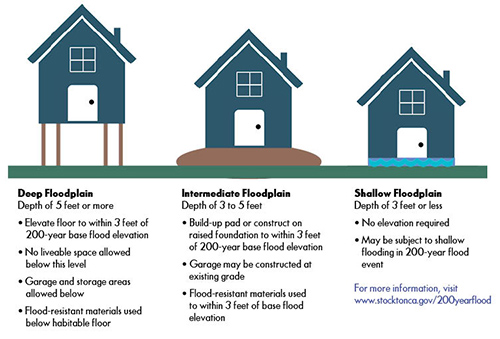 Deep Floodplain
Depth of 5 feet or more
• Elevate floor to within 3 feet of
200-year base flood elevation
• No liveable space allowed
below this level
• Garage and storage areas
allowed below
• Flood-resistant materials used
below habitable floor
Intermediate Floodplain
Depth of 3 to 5 feet
• Build-up pad or construct on
raised foundation to within 3 feet
of 200-year base flood elevation
• Garage may be constructed at
existing grade
• Flood-resistant materials used
to within 3 feet of base flood
elevation
Shallow Floodplain
Depth of 3 feet or less
• No elevation required
• May be subject to shallow
flooding in 200-year flood
event
For more information, visit
www.stocktonca.gov/200yearflood